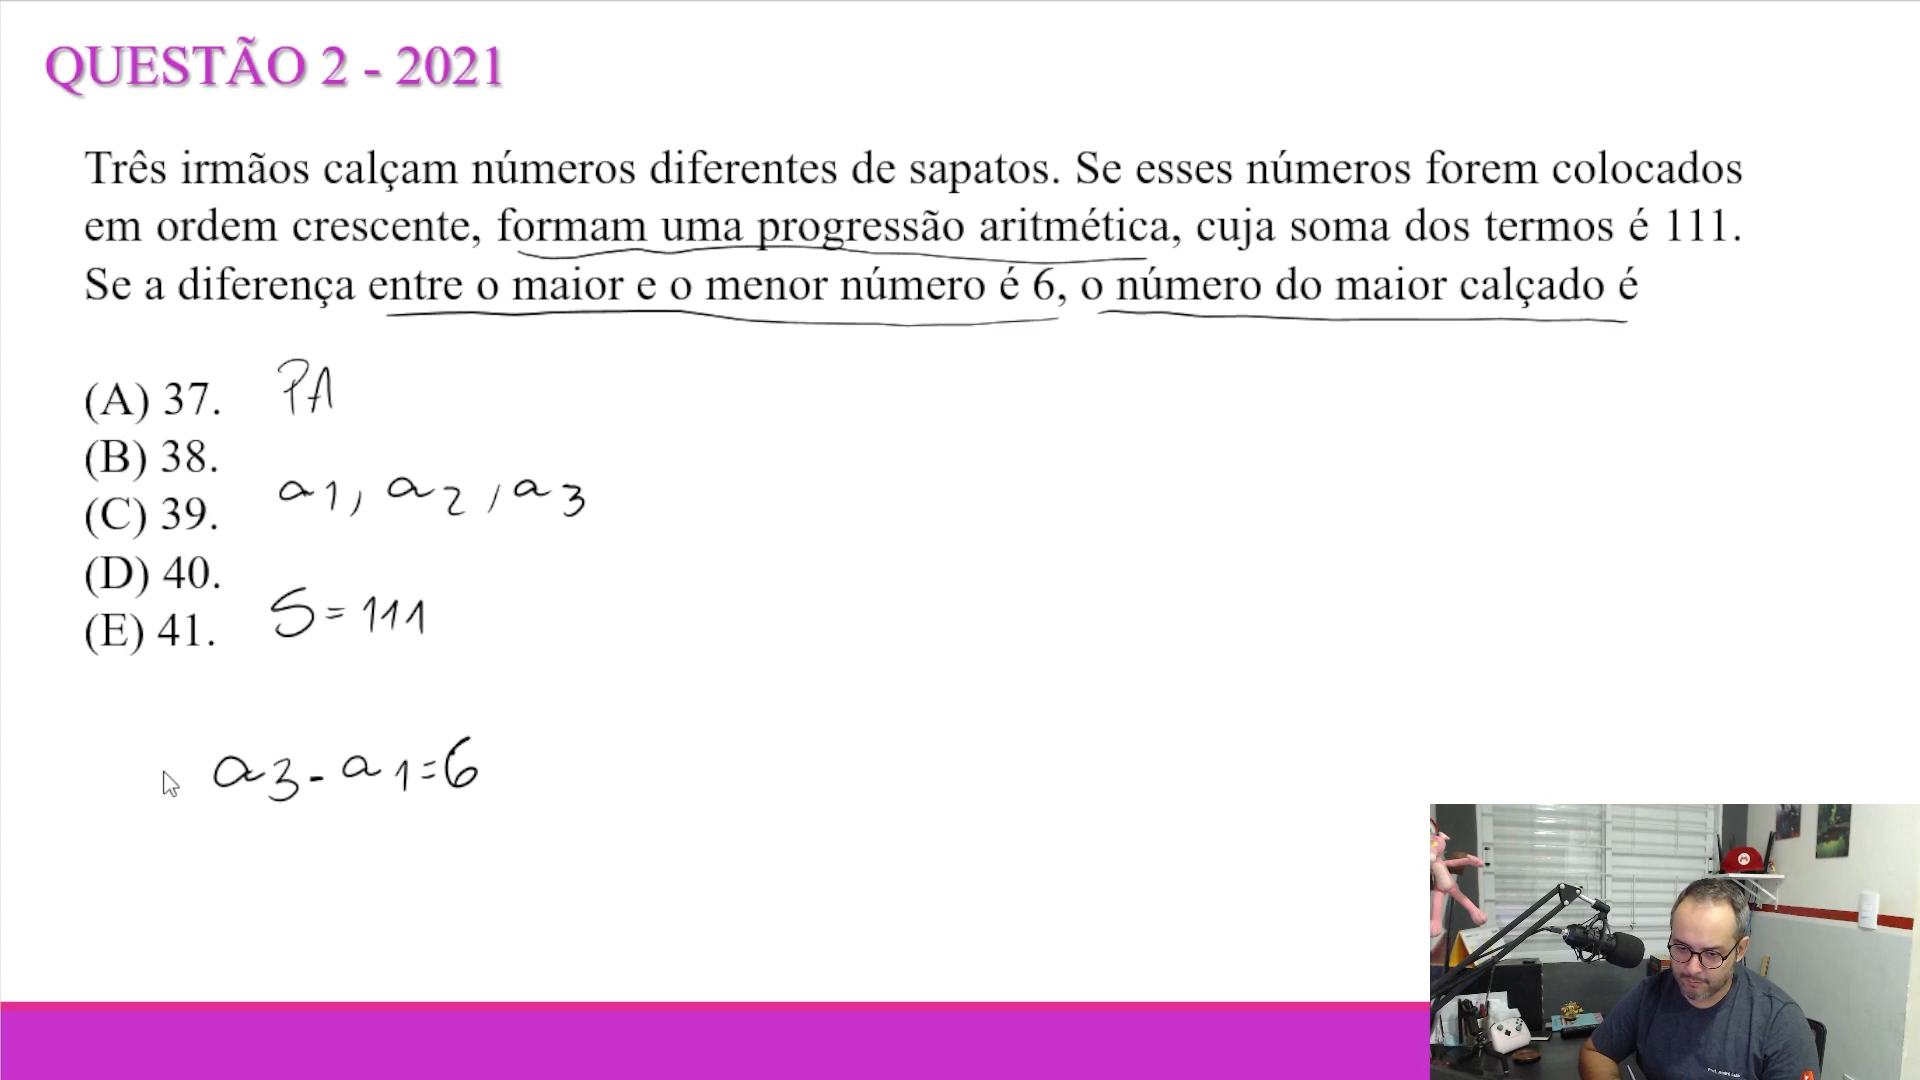 QUESTÃO 2 - 2021
Três irmãos calçam números diferentes de sapatos. Se esses números forem colocados
em ordem crescente, formam uma progressão aritmética, cuja soma dos termos é 111.
Se a diferença entre o maior e o menor número é 6, o número do maior calçado é
(A) 37.
(B) 38.
(C) 39.
(D) 40.
(E) 41.
PA
a1, a2, a3
S=111
a3-a1=6